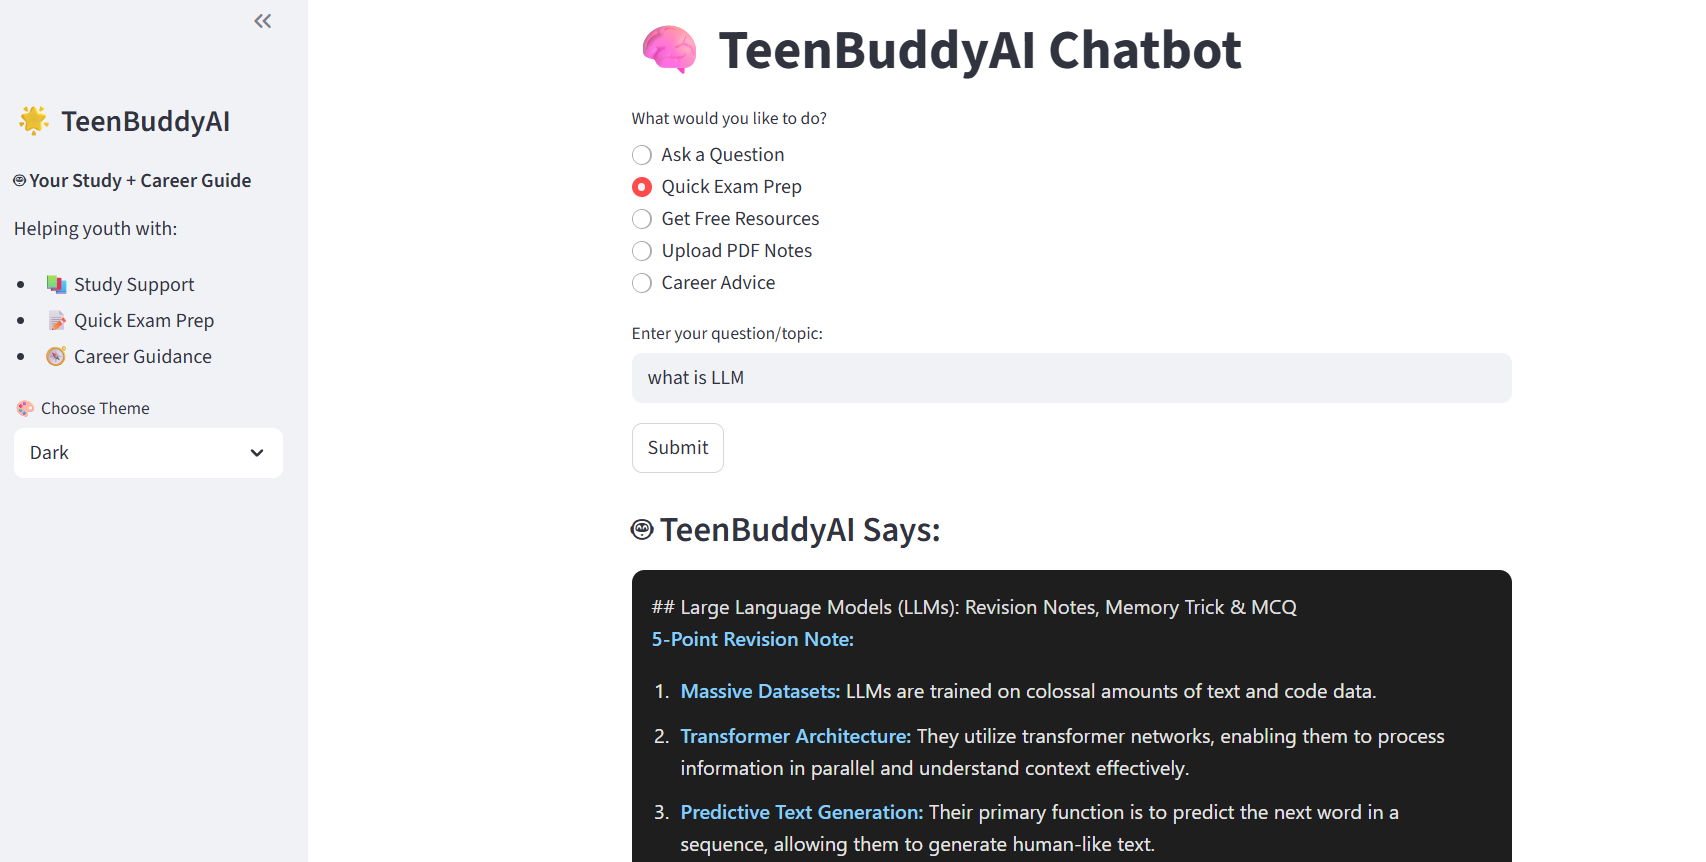 TeenBuddyAI
Your Study + Career Guide
Helping youth with:
Study Support
Quick Exam Prep
Career Guidance
Choose Theme
Dark
TeenBuddyAI Chatbot
What would you like to do?
Ask a Question
Quick Exam Prep
Get Free Resources
Upload PDF Notes
Career Advice
Enter your question/topic:
what is LLM
Submit
TeenBuddyAI Says:
## Large Language Models (LLMs): Revision Notes, Memory Trick & MCQ
5-Point Revision Note:
1. Massive Datasets: LLMs are trained on colossal amounts of text and code data.
2. Transformer Architecture: They utilize transformer networks, enabling them to process
information in parallel and understand context effectively.
3. Predictive Text Generation: Their primary function is to predict the next word in a
sequence, allowing them to generate human-like text.